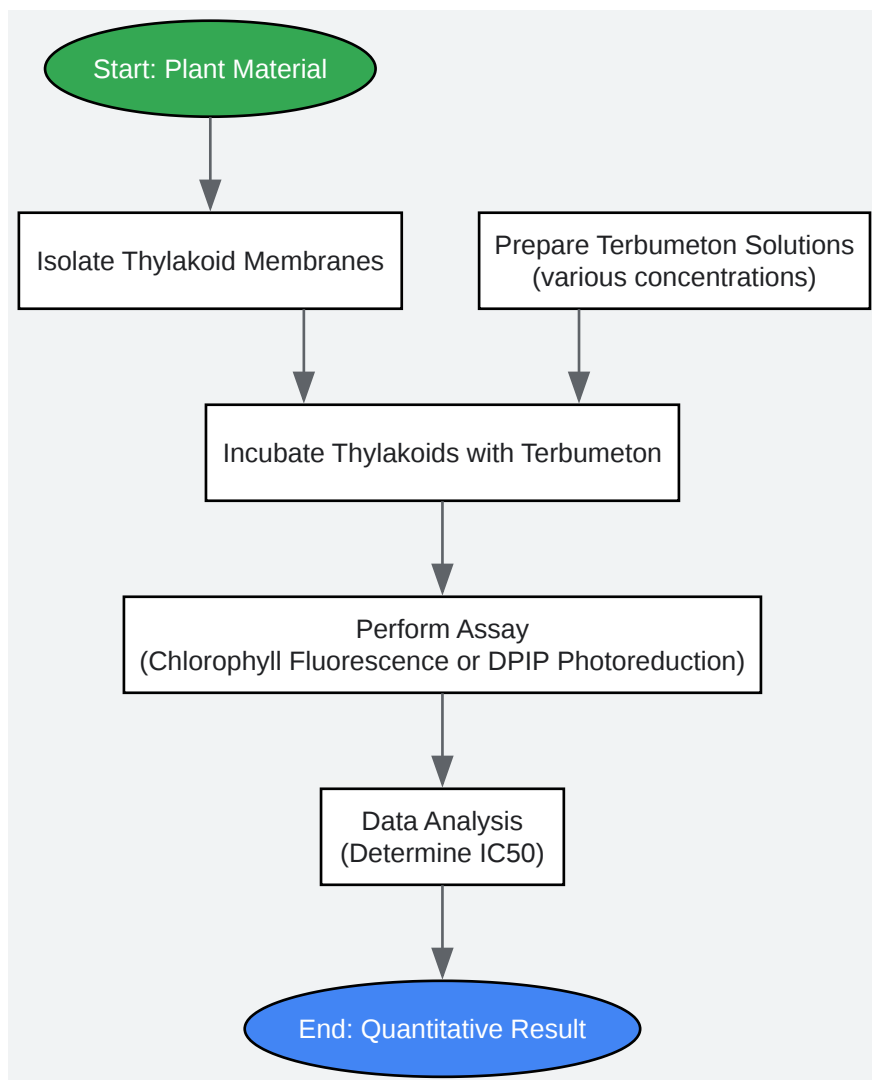 Start: Plant Material
Isolate Thylakoid Membranes
Prepare Terbumeton Solutions
(various concentrations)
Incubate Thylakoids with Terbumeton
Perform Assay
(Chlorophyll Fluorescence or DPIP Photoreduction)
Data Analysis
(Determine IC50)
End: Quantitative Result